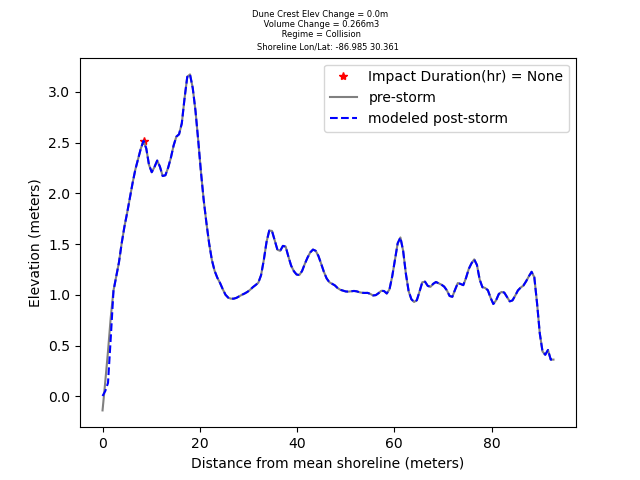 Dune Crest Elev Change = 0.0m
Volume Change = 0.266m3
Regime = Collision
Shoreline Lon/Lat: -86.985 30.361
Impact Duration(hr) = None
pre-storm
modeled post-storm
Elevation (meters)
3.0
2.5
2.0
1.5
1.0
0.5
0.0
0 20 40 60 80
Distance from mean shoreline (meters)